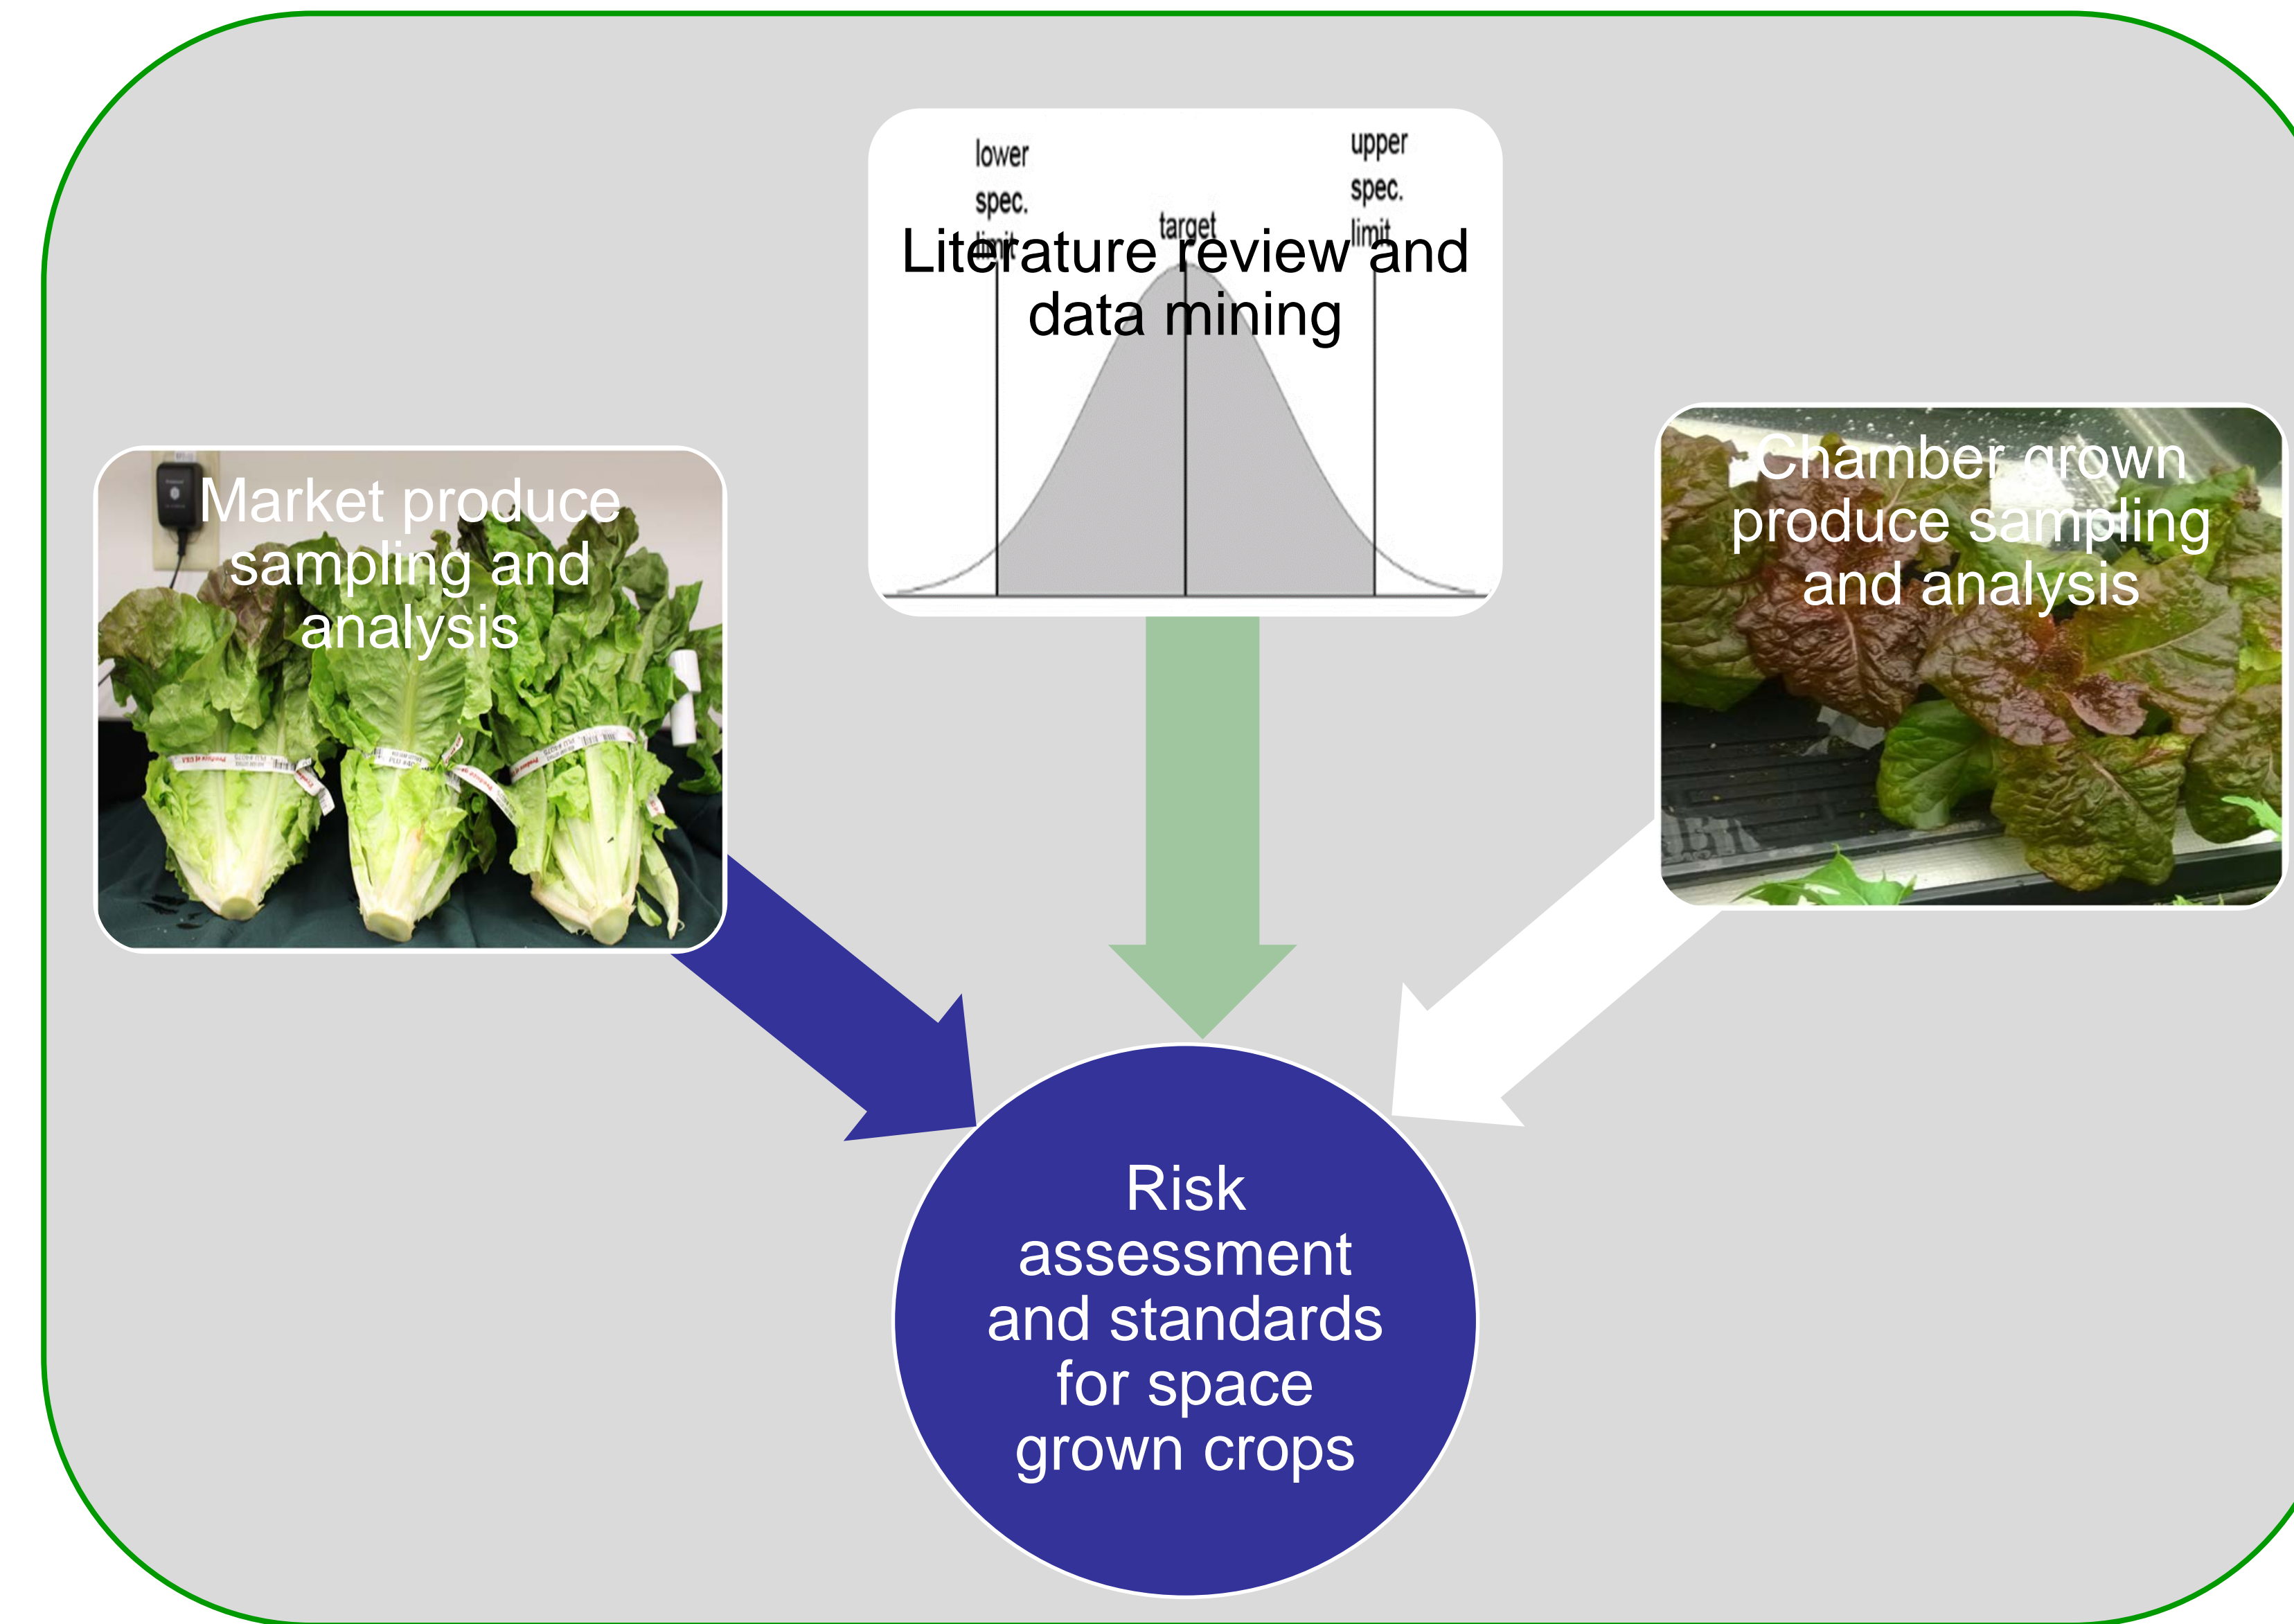 lower
spec.
limit
target
upper
spec.
limit
Literature review and
data mining
Market produce
sampling and
analysis
Chamber grown
produce sampling
and analysis
Risk
assessment
and standards
for space
grown crops